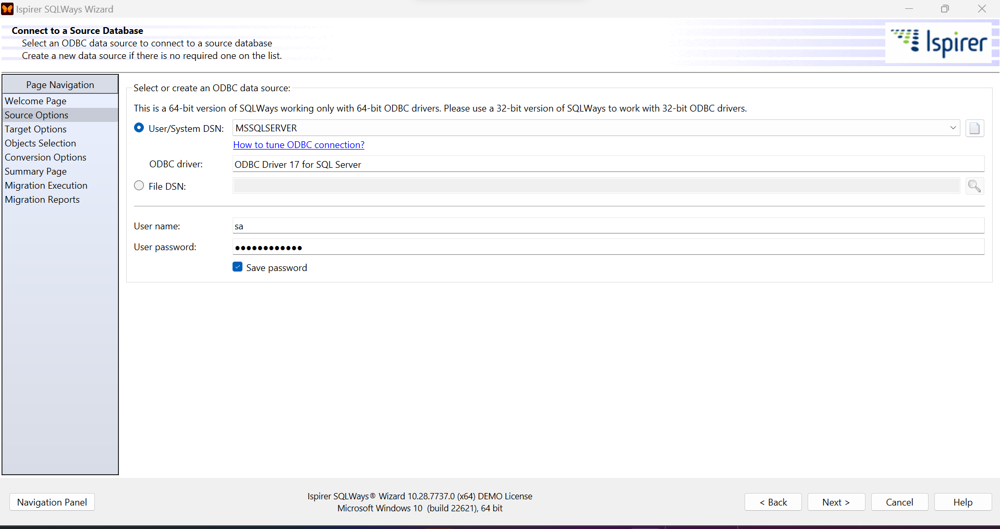 Ispirer SQLWays Wizard
Connect to a Source Database
Select an ODBC data source to connect to a source database
Create a new data source if there is no required one on the list.
Ispirer
Page Navigation
Welcome Page
Source Options
Target Options
Objects Selection
Conversion Options
Summary Page
Migration Execution
Migration Reports
Select or create an ODBC data source:
This is a 64-bit version of SQLWays working only with 64-bit ODBC drivers. Please use a 32-bit version of SQLWays to work with 32-bit ODBC drivers.
User/System DSN: MSSQLSERVER
How to tune ODBC connection?
ODBC driver: ODBC Driver 17 for SQL Server
File DSN:
User name: sa
User password: ●●●●●●●●●●●●
Save password
Navigation Panel
Ispirer SQLWays® Wizard 10.28.7737.0 (x64) DEMO License
Microsoft Windows 10 (build 22621), 64 bit
< Back
Next >
Cancel
Help